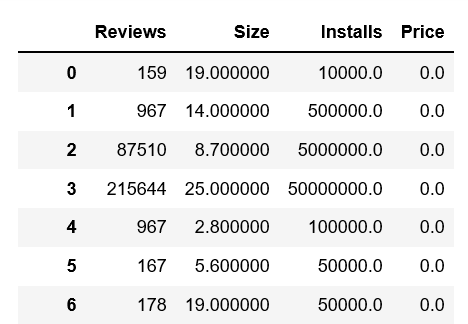 Reviews Size Installs Price
0 159 19.000000 10000.0 0.0
1 967 14.000000 500000.0 0.0
2 87510 8.700000 5000000.0 0.0
3 215644 25.000000 50000000.0 0.0
4 967 2.800000 100000.0 0.0
5 167 5.600000 50000.0 0.0
6 178 19.000000 50000.0 0.0